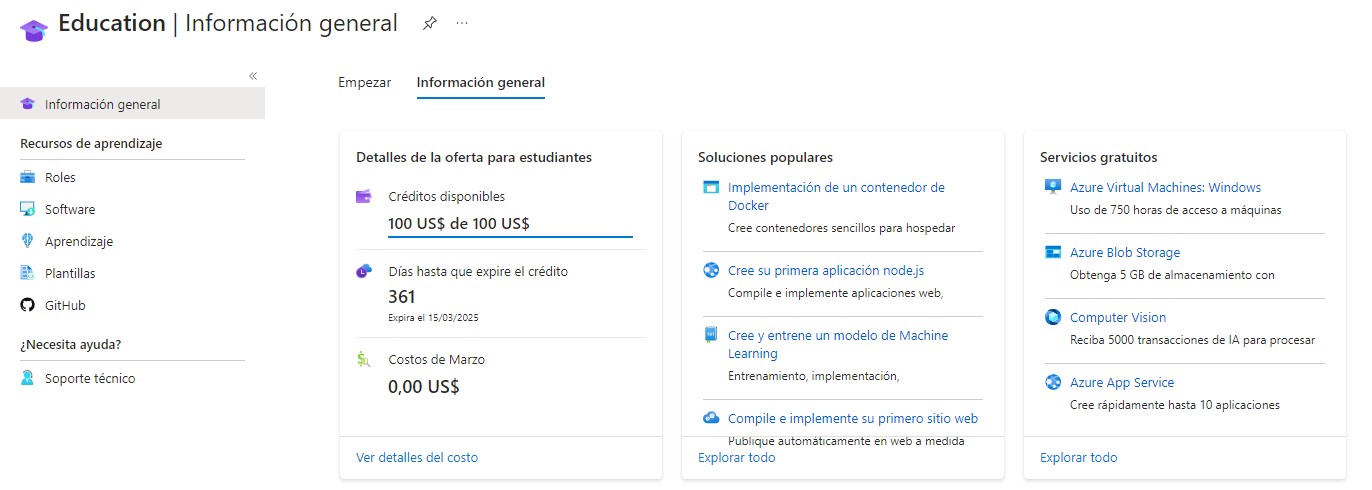 Education | Información general
«
Información general
Recursos de aprendizaje
Roles
Software
Aprendizaje
Plantillas
GitHub
¿Necesita ayuda?
Soporte técnico
Empezar
Información general
Detalles de la oferta para estudiantes
Créditos disponibles
100 US$ de 100 US$
Días hasta que expire el crédito
361
Expira el 15/03/2025
Costos de Marzo
0,00 US$
Ver detalles del costo
Soluciones populares
Implementación de un contenedor de
Docker
Cree contenedores sencillos para hospedar
Cree su primera aplicación node.js
Compile e implemente aplicaciones web,
Cree y entrene un modelo de Machine
Learning
Entrenamiento, implementación,
Compile e implemente su primero sitio web
Publique automáticamente en web a medida
Explorar todo
Servicios gratuitos
Azure Virtual Machines: Windows
Uso de 750 horas de acceso a máquinas
Azure Blob Storage
Obtenga 5 GB de almacenamiento con
Computer Vision
Reciba 5000 transacciones de IA para procesar
Azure App Service
Cree rápidamente hasta 10 aplicaciones
Explorar todo